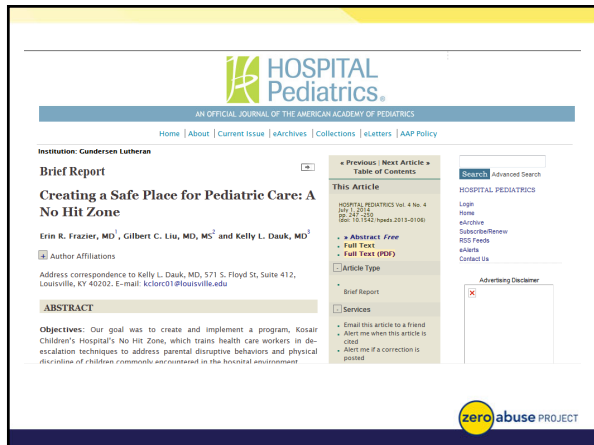 HOSPITAL
Pediatrics®
AN OFFICIAL JOURNAL OF THE AMERICAN ACADEMY OF PEDIATRICS
Home | About | Current Issue | eArchives | Collections | eLetters | AAP Policy
Institution: Gundersen Lutheran
Brief Report
Creating a Safe Place for Pediatric Care: A
No Hit Zone
Erin R. Frazier, MD1, Gilbert C. Liu, MD, MS2 and Kelly L. Dauk, MD3
+ Author Affiliations
Address correspondence to Kelly L. Dauk, MD, 571 S. Floyd St, Suite 412,
Louisville, KY 40202. E-mail: kclorc01@louisville.edu
ABSTRACT
Objectives: Our goal was to create and implement a program, Kosair
Children's Hospital's No Hit Zone, which trains health care workers in de-
escalation techniques to address parental disruptive behaviors and physical
discipline of children commonly encountered in the hospital environment.
« Previous | Next Article »
Table of Contents
This Article
HOSPITAL PEDIATRICS Vol. 4 No. 4
July 1, 2014
pp. 247 -250
(doi: 10.1542/hpeds.2013-0106)
» Abstract Free
Full Text
Full Text (PDF)
- Article Type
Brief Report
- Services
Email this article to a friend
Alert me when this article is
cited
Alert me if a correction is
posted
Search Advanced Search
HOSPITAL PEDIATRICS
Login
Home
eArchive
Subscribe/Renew
RSS Feeds
eAlerts
Contact Us
Advertising Disclaimer
zero abuse PROJECT